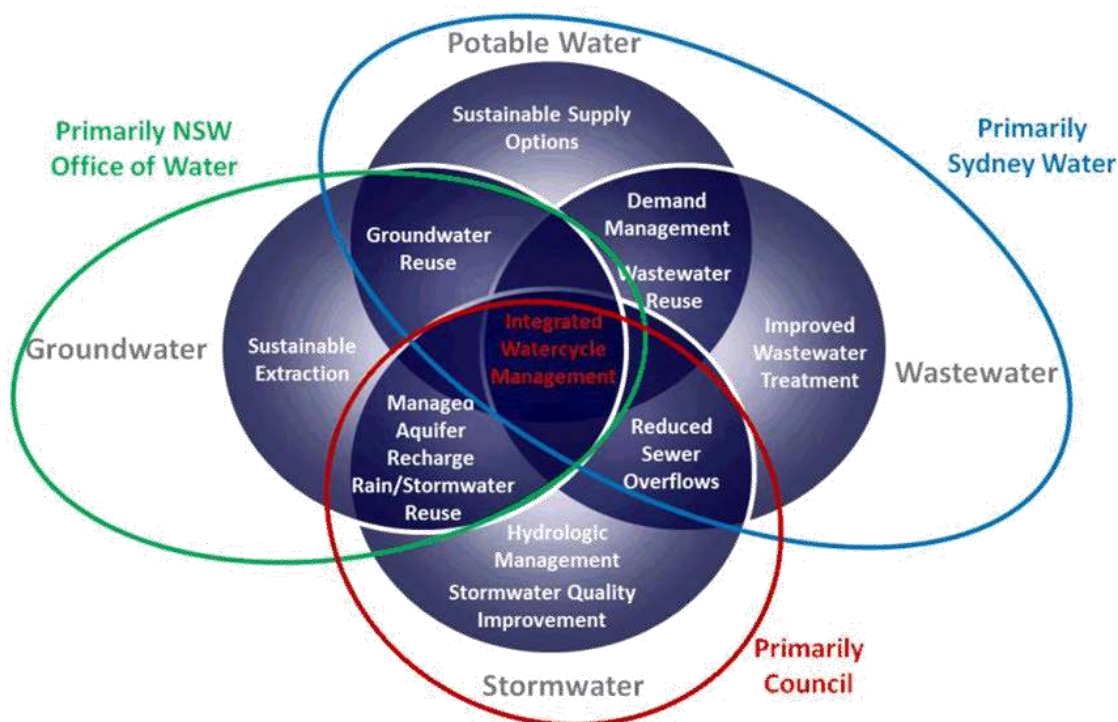 Potable Water
Sustainable Supply
Options
Primarily NSW
Office of Water
Primarily
Sydney Water
Demand
Management
Groundwater
Reuse
Wastewater
Reuse
Groundwater
Sustainable
Extraction
Integrated
Watercycle
Management
Improved
Wastewater
Treatment
Wastewater
Managed
Aquifer
Recharge
Rain/Stormwater
Reuse
Reduced
Sewer
Overflows
Hydrologic
Management
Stormwater Quality
Improvement
Primarily
Council
Stormwater